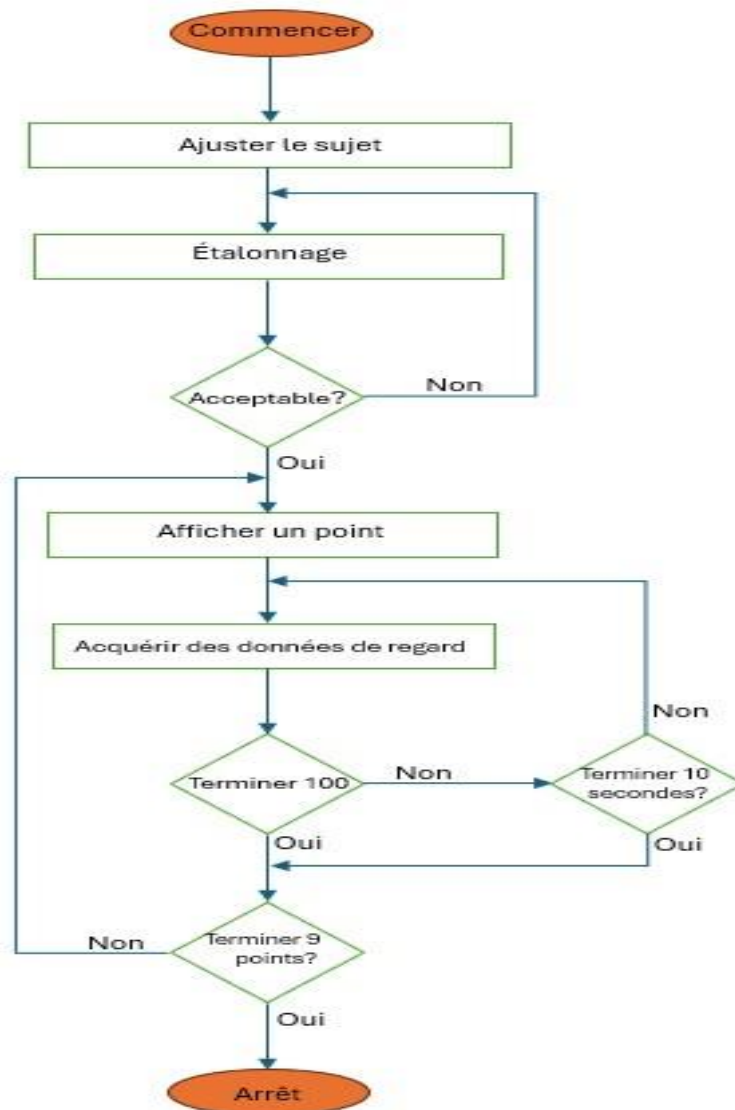 Commencer
Ajuster le sujet
Étalonnage
Acceptable?
Non
Oui
Afficher un point
Acquérir des données de regard
Non
Terminer 100
Non
Terminer 10
secondes?
Oui
Oui
Non
Terminer 9
points?
Oui
Arrêt